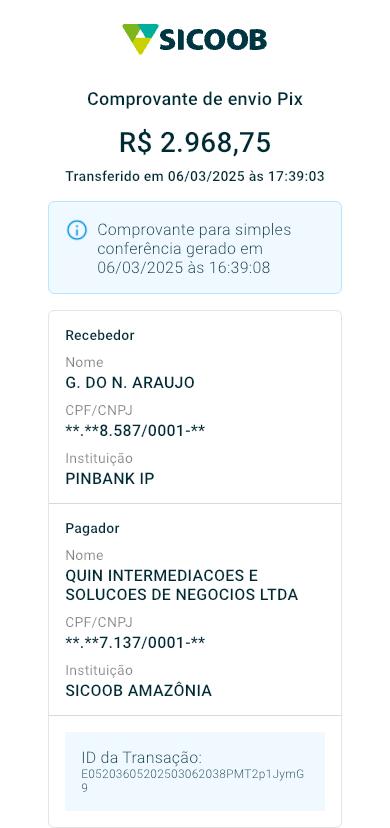 SICOOB
Comprovante de envio Pix
R$ 2.968,75
Transferido em 06/03/2025 às 17:39:03
Comprovante para simples
conferência gerado em
06/03/2025 às 16:39:08
Recebedor
Nome
G. DO N. ARAUJO
CPF/CNPJ
**.**8.587/0001-**
Instituição
PINBANK IP
Pagador
Nome
QUIN INTERMEDIACOES E
SOLUCOES DE NEGOCIOS LTDA
CPF/CNPJ
**.**7.137/0001-**
Instituição
SICOOB AMAZÔNIA
ID da Transação:
E05203605202503062038PMT2p1JymG
9